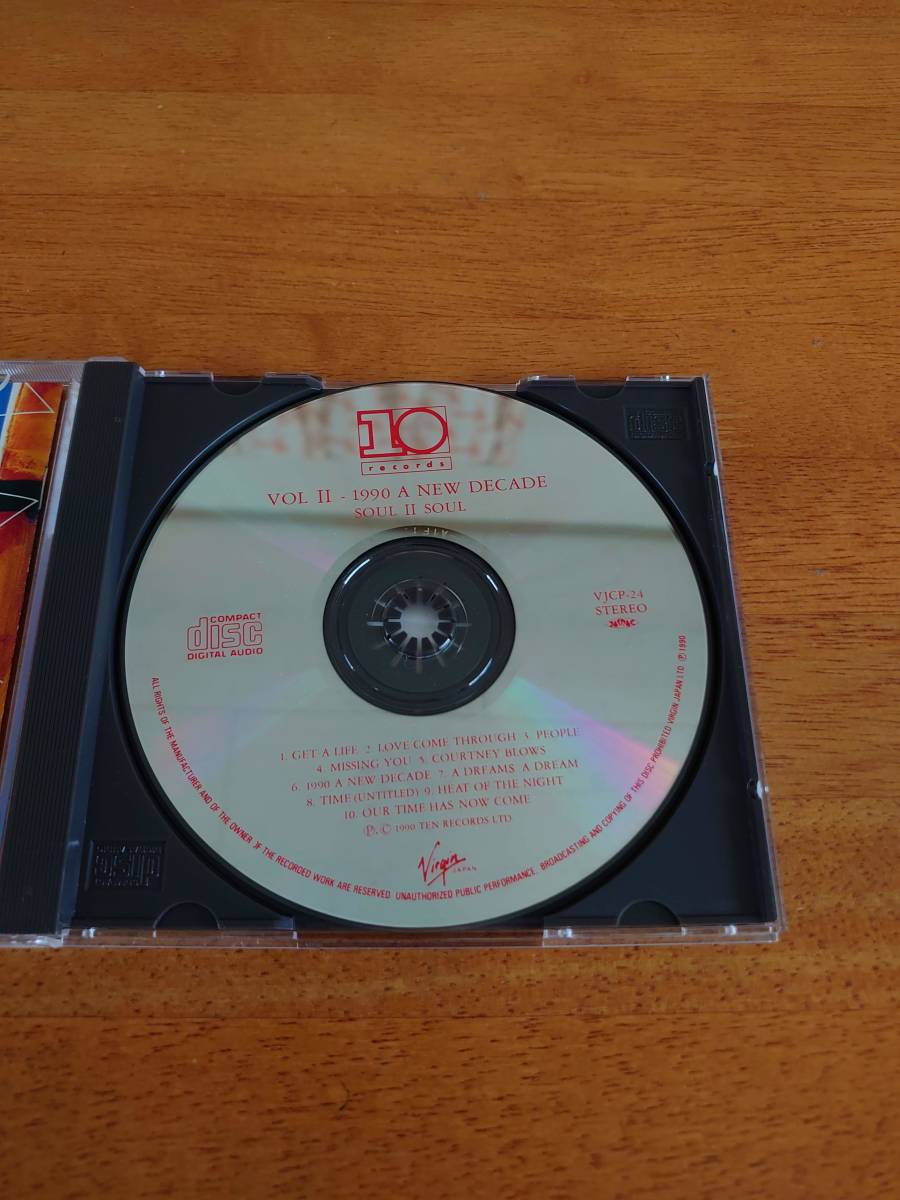 10
records
VOL II - 1990 A NEW DECADE
SOUL II SOUL
COMPACT
disc
DIGITAL AUDIO
VJCP-24
STEREO
1. GET A LIFE 2. LOVE COME THROUGH 3. PEOPLE
4. MISSING YOU 5. COURTNEY BLOWS
6. 1990 A NEW DECADE 7. A DREAMS A DREAM
8. TIME (UNTITLED) 9. HEAT OF THE NIGHT
10. OUR TIME HAS NOW COME
Ⓟ,© 1990 TEN RECORDS LTD
Virgin
JAPAN
ALL RIGHTS OF THE MANUFACTURER AND OF THE OWNER OF THE RECORDED WORK ARE RESERVED. UNAUTHORIZED PUBLIC PERFORMANCE, BROADCASTING AND COPYING OF THIS DISC PROHIBITED VIRGIN JAPAN LTD. Ⓟ 1990
disc